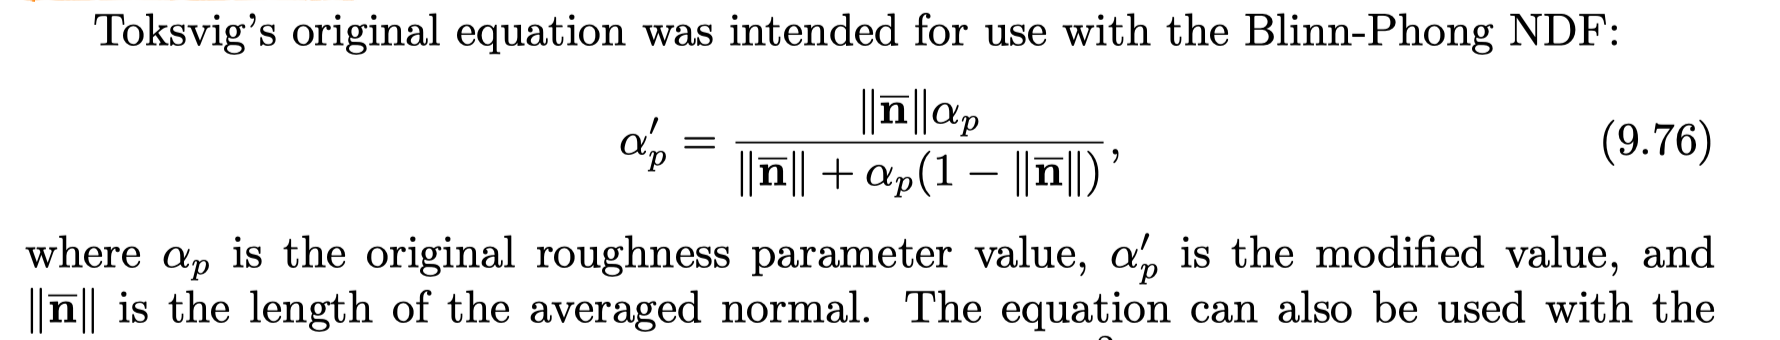 Toksvig's original equation was intended for use with the Blinn-Phong NDF:
α′ₚ = ‖n̅‖αₚ / (‖n̅‖ + αₚ(1 − ‖n̅‖)), (9.76)
where αₚ is the original roughness parameter value, α′ₚ is the modified value, and
‖n̅‖ is the length of the averaged normal. The equation can also be used with the